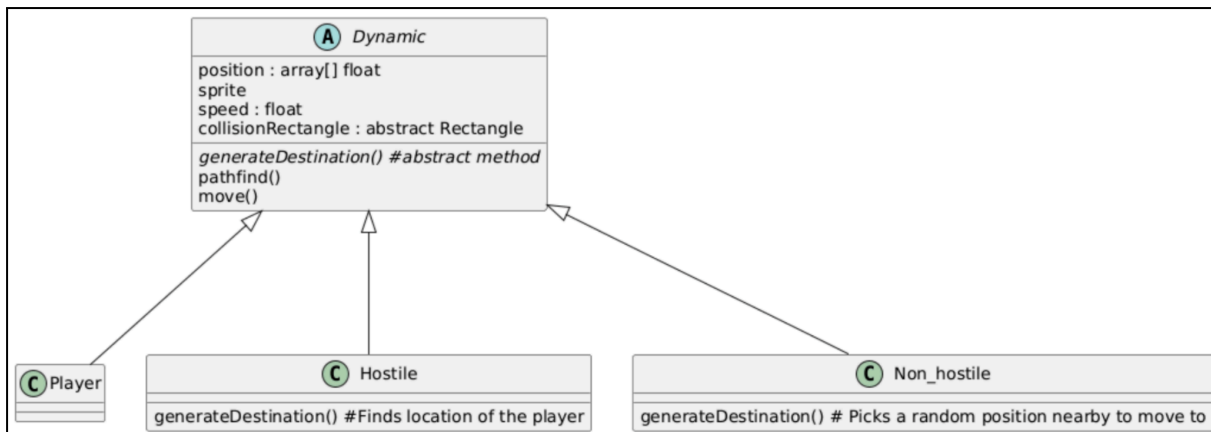 A Dynamic
position : array[] float
sprite
speed : float
collisionRectangle : abstract Rectangle
generateDestination() #abstract method
pathfind()
move()
C Player
C Hostile
generateDestination() #Finds location of the player
C Non_hostile
generateDestination() # Picks a random position nearby to move to